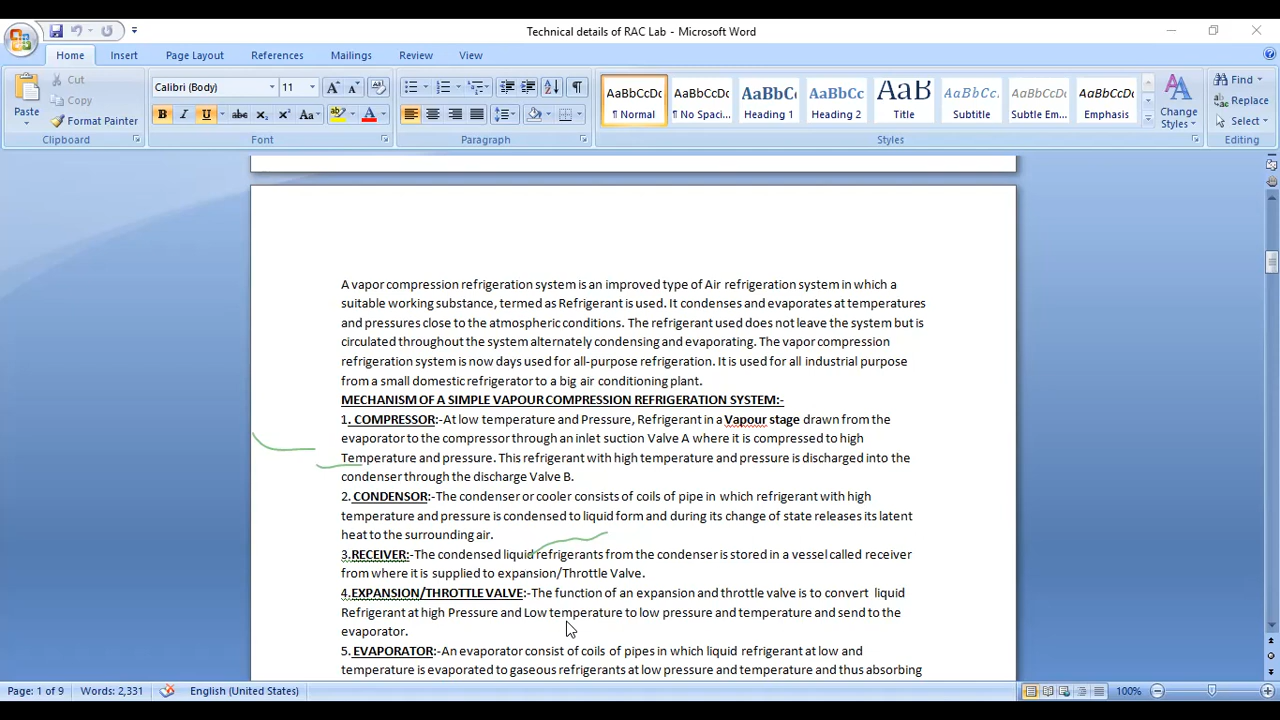 Technical details of RAC Lab - Microsoft Word
Home Insert Page Layout References Mailings Review View
Paste
Cut
Copy
Format Painter
Clipboard
Calibri (Body) 11
B I U abc X₂ X² Aa
Font
Paragraph
AaBbCcDc AaBbCcDc AaBbC AaBbCc AaB AaBbCc. AaBbCcDc AaBbCcDc
¶ Normal ¶ No Spaci... Heading 1 Heading 2 Title Subtitle Subtle Em... Emphasis
Change Styles
Styles
Find
Replace
Select
Editing
A vapor compression refrigeration system is an improved type of Air refrigeration system in which a
suitable working substance, termed as Refrigerant is used. It condenses and evaporates at temperatures
and pressures close to the atmospheric conditions. The refrigerant used does not leave the system but is
circulated throughout the system alternately condensing and evaporating. The vapor compression
refrigeration system is now days used for all-purpose refrigeration. It is used for all industrial purpose
from a small domestic refrigerator to a big air conditioning plant.
MECHANISM OF A SIMPLE VAPOUR COMPRESSION REFRIGERATION SYSTEM:-
1. COMPRESSOR:-At low temperature and Pressure, Refrigerant in a Vapour stage drawn from the
evaporator to the compressor through an inlet suction Valve A where it is compressed to high
Temperature and pressure. This refrigerant with high temperature and pressure is discharged into the
condenser through the discharge Valve B.
2. CONDENSOR:-The condenser or cooler consists of coils of pipe in which refrigerant with high
temperature and pressure is condensed to liquid form and during its change of state releases its latent
heat to the surrounding air.
3.RECEIVER:-The condensed liquid refrigerants from the condenser is stored in a vessel called receiver
from where it is supplied to expansion/Throttle Valve.
4.EXPANSION/THROTTLE VALVE:-The function of an expansion and throttle valve is to convert liquid
Refrigerant at high Pressure and Low temperature to low pressure and temperature and send to the
evaporator.
5. EVAPORATOR:-An evaporator consist of coils of pipes in which liquid refrigerant at low and
temperature is evaporated to gaseous refrigerants at low pressure and temperature and thus absorbing
Page: 1 of 9 Words: 2,331 English (United States) 100%